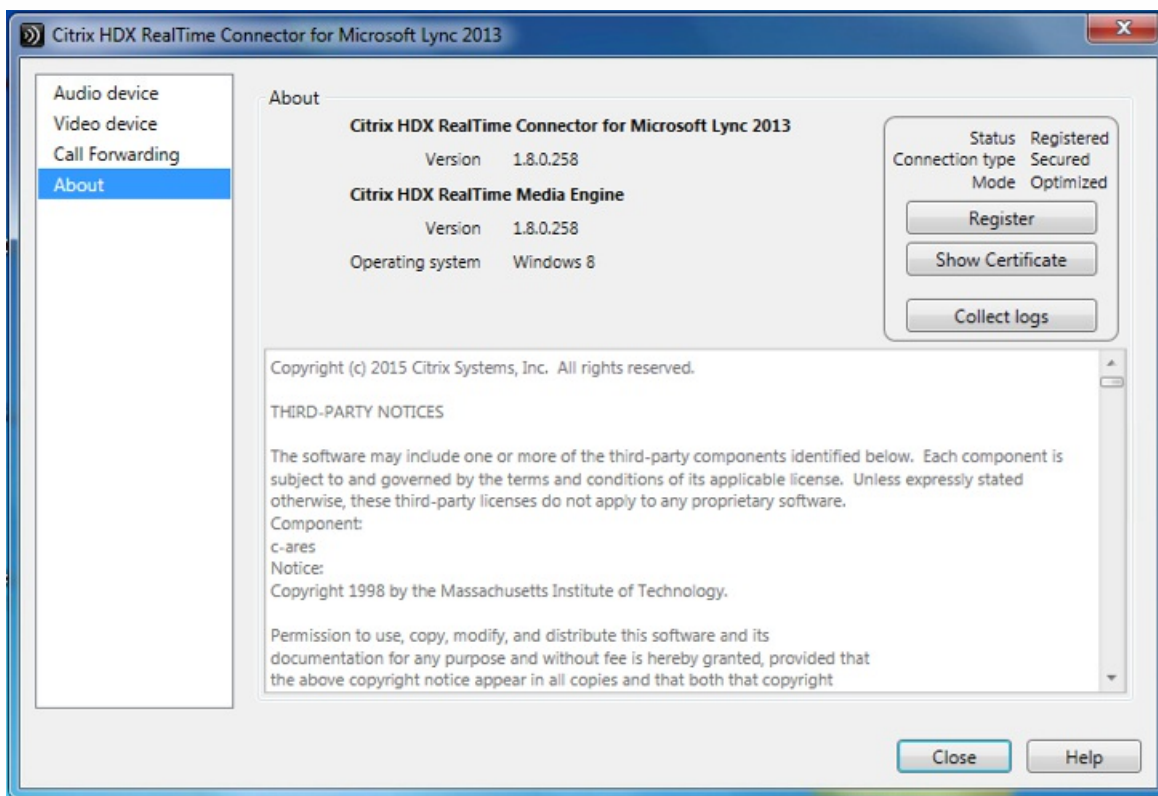 Citrix HDX RealTime Connector for Microsoft Lync 2013
Audio device
Video device
Call Forwarding
About
About
Citrix HDX RealTime Connector for Microsoft Lync 2013
Version 1.8.0.258
Citrix HDX RealTime Media Engine
Version 1.8.0.258
Operating system Windows 8
Status Registered
Connection type Secured
Mode Optimized
Register
Show Certificate
Collect logs
Copyright (c) 2015 Citrix Systems, Inc. All rights reserved.
THIRD-PARTY NOTICES
The software may include one or more of the third-party components identified below. Each component is
subject to and governed by the terms and conditions of its applicable license. Unless expressly stated
otherwise, these third-party licenses do not apply to any proprietary software.
Component:
c-ares
Notice:
Copyright 1998 by the Massachusetts Institute of Technology.
Permission to use, copy, modify, and distribute this software and its
documentation for any purpose and without fee is hereby granted, provided that
the above copyright notice appear in all copies and that both that copyright
Close
Help